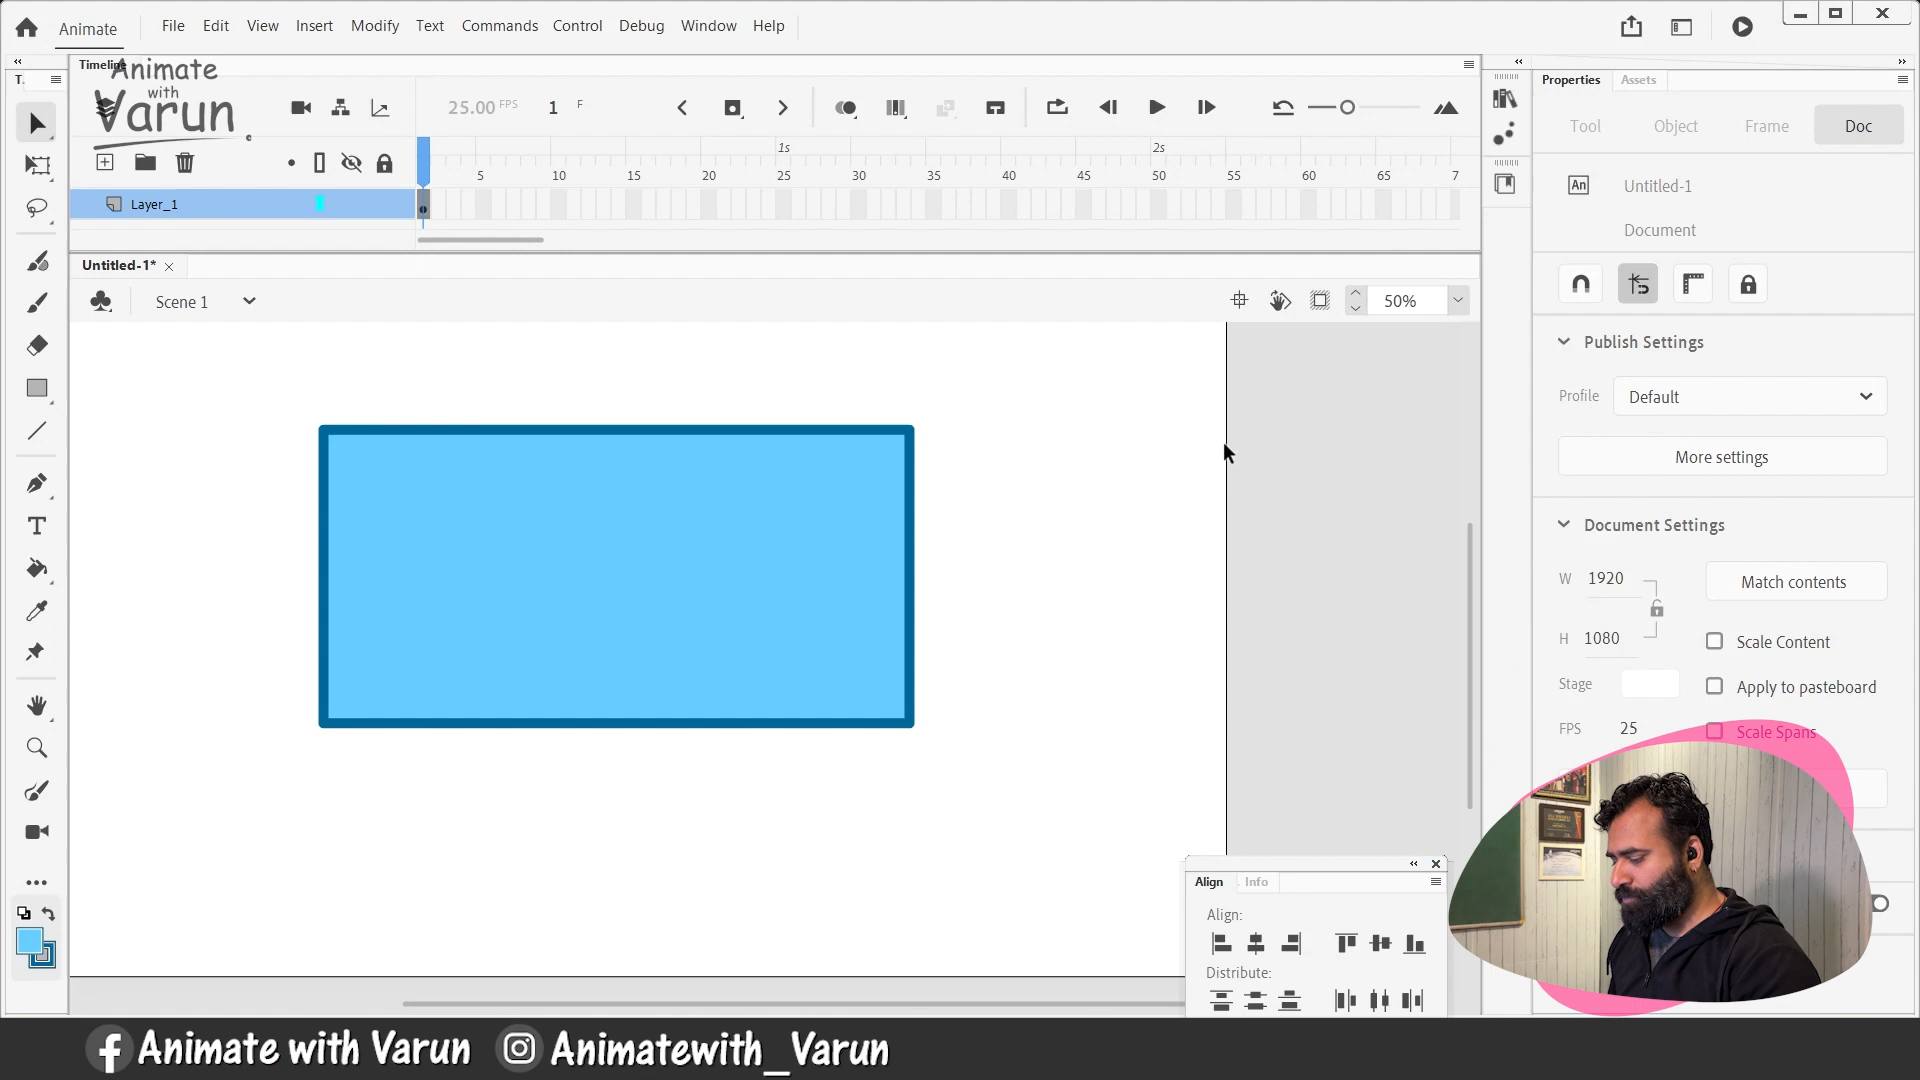 Animate
File
Edit
View
Insert
Modify
Text
Commands
Control
Debug
Window
Help
T.
Timeline
Animate
with
Varun
25.00 FPS
1 F
1s
2s
5
10
15
20
25
30
35
40
45
50
55
60
65
7
Layer_1
Untitled-1*
Scene 1
50%
Properties
Assets
Tool
Object
Frame
Doc
An
Untitled-1
Document
Publish Settings
Profile
Default
More settings
Document Settings
W 1920
Match contents
H 1080
Scale Content
Stage
Apply to pasteboard
FPS 25
Scale Spans
Align
Info
Align:
Distribute:
Animate with Varun
Animatewith_Varun